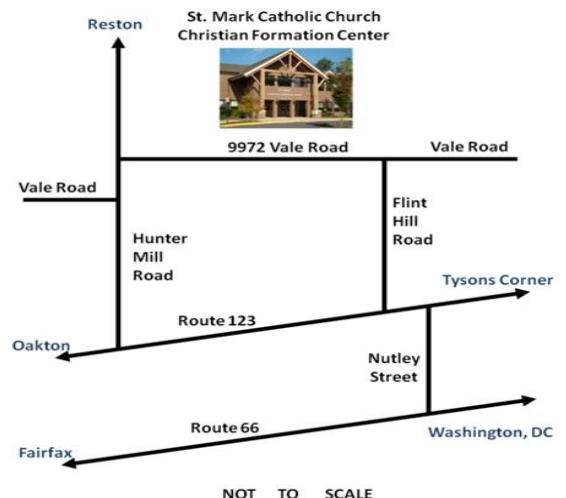 St. Mark Catholic Church
Christian Formation Center
Reston
9972 Vale Road
Vale Road
Vale Road
Hunter
Mill
Road
Flint
Hill
Road
Tysons Corner
Route 123
Oakton
Nutley
Street
Route 66
Washington, DC
Fairfax
NOT TO SCALE